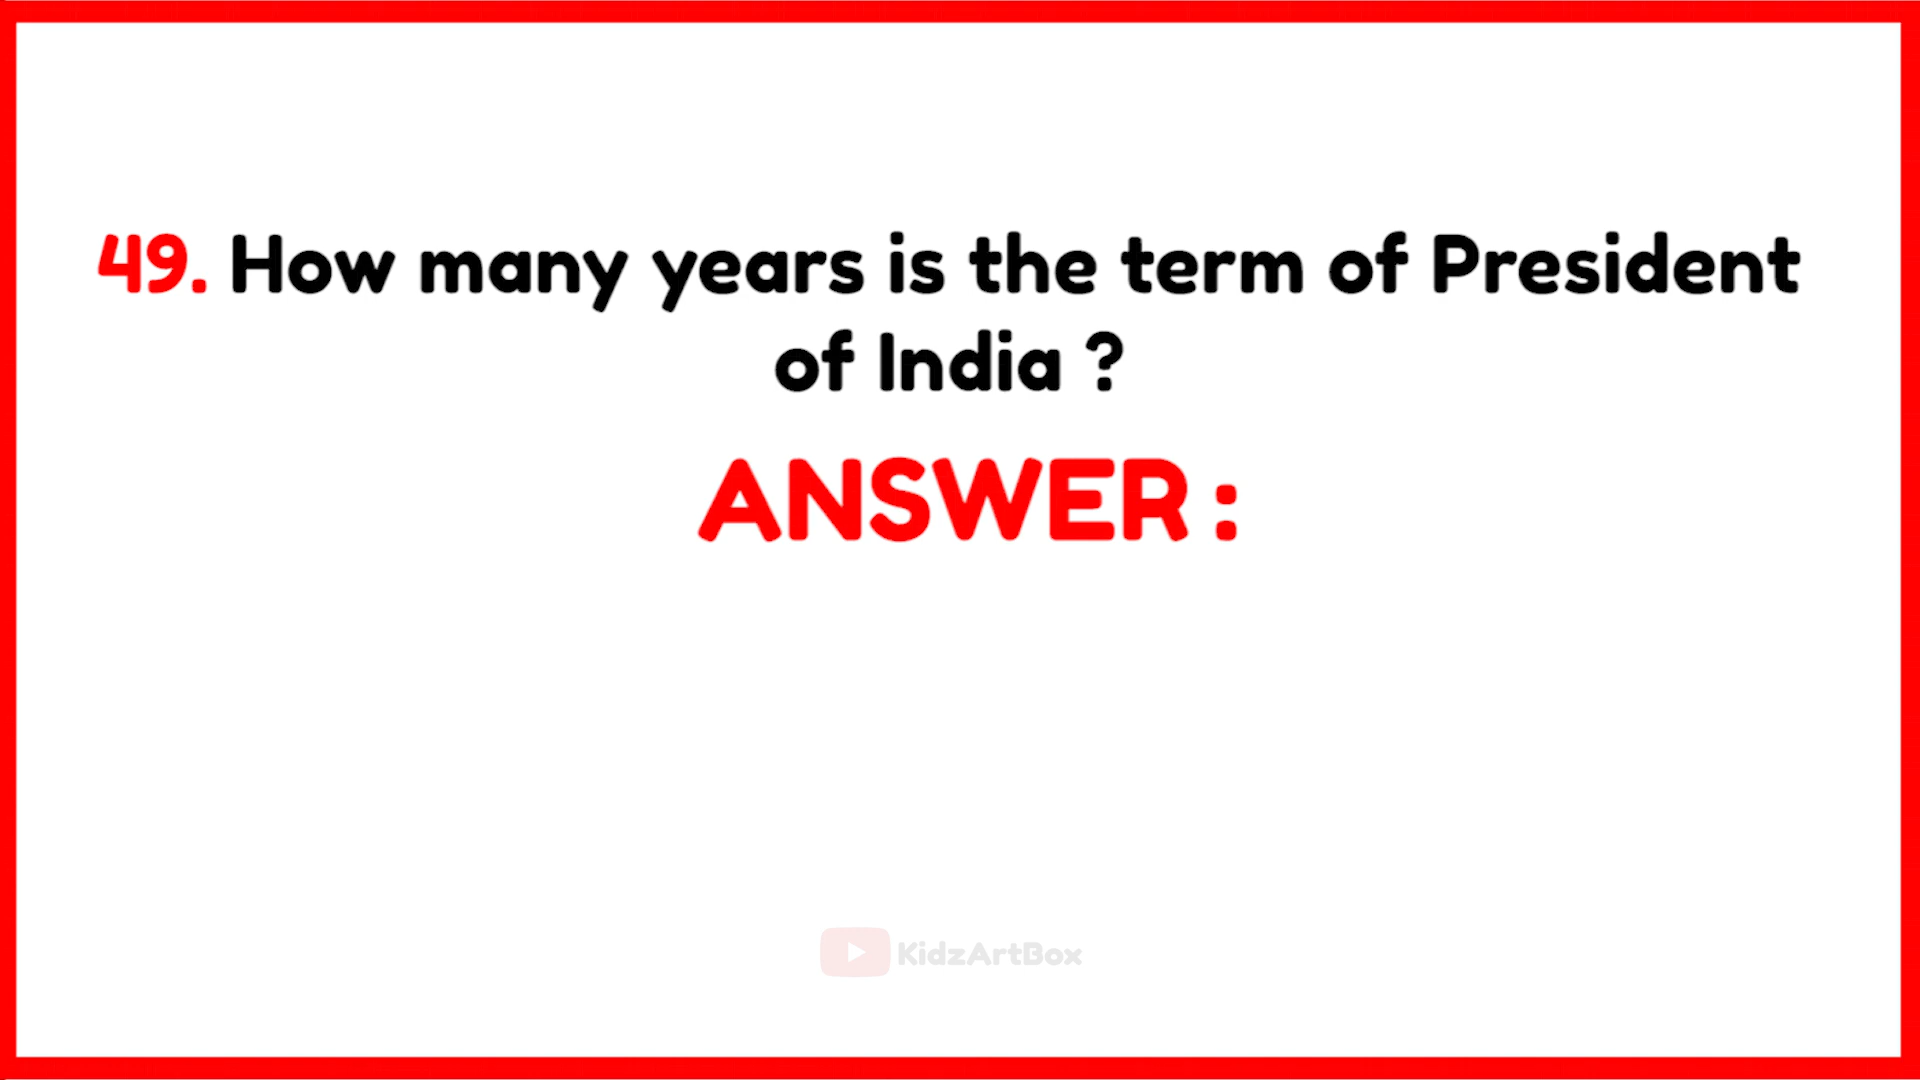 49. How many years is the term of President
of India ?
ANSWER :
KidzArtBox